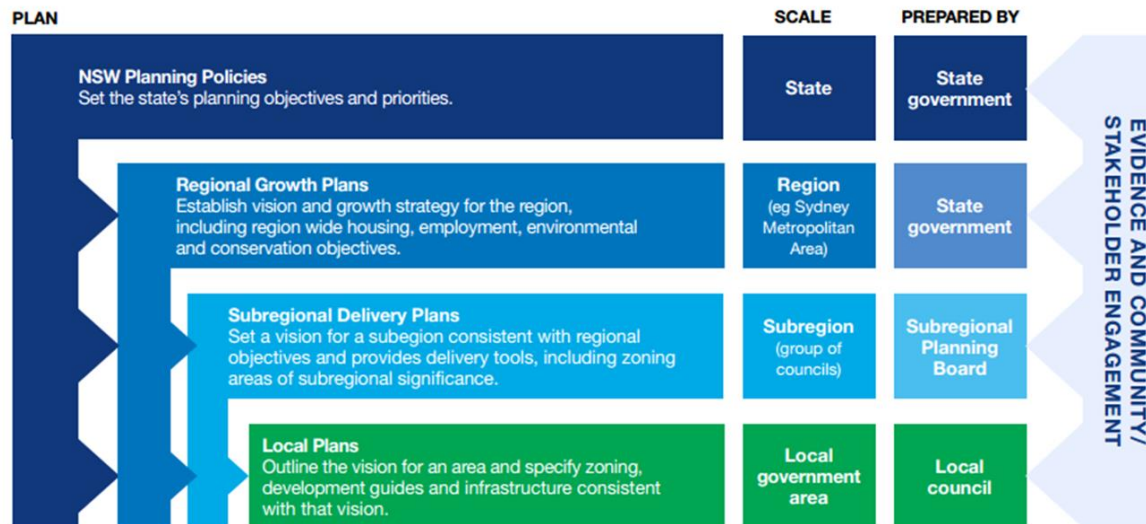 PLAN
SCALE
PREPARED BY
NSW Planning Policies
Set the state's planning objectives and priorities.
State
State
government
Regional Growth Plans
Establish vision and growth strategy for the region,
including region wide housing, employment, environmental
and conservation objectives.
Region
(eg Sydney
Metropolitan
Area)
State
government
Subregional Delivery Plans
Set a vision for a subegion consistent with regional
objectives and provides delivery tools, including zoning
areas of subregional significance.
Subregion
(group of
councils)
Subregional
Planning
Board
Local Plans
Outline the vision for an area and specify zoning,
development guides and infrastructure consistent
with that vision.
Local
government
area
Local
council
EVIDENCE AND COMMUNITY/
STAKEHOLDER ENGAGEMENT